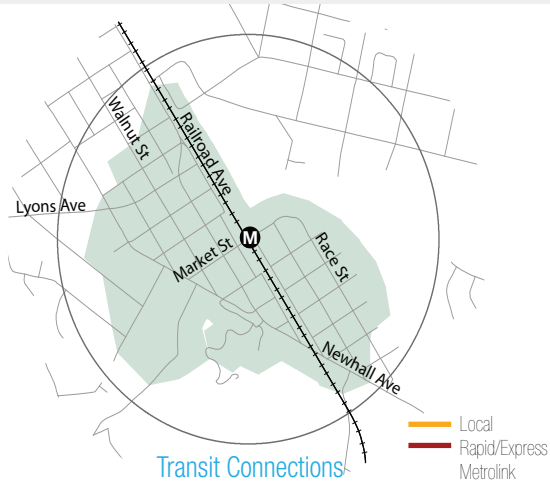 Walnut St
Railroad Ave
Lyons Ave
Market St
M
Race St
Newhall Ave
Local
Rapid/Express
Metrolink
Transit Connections